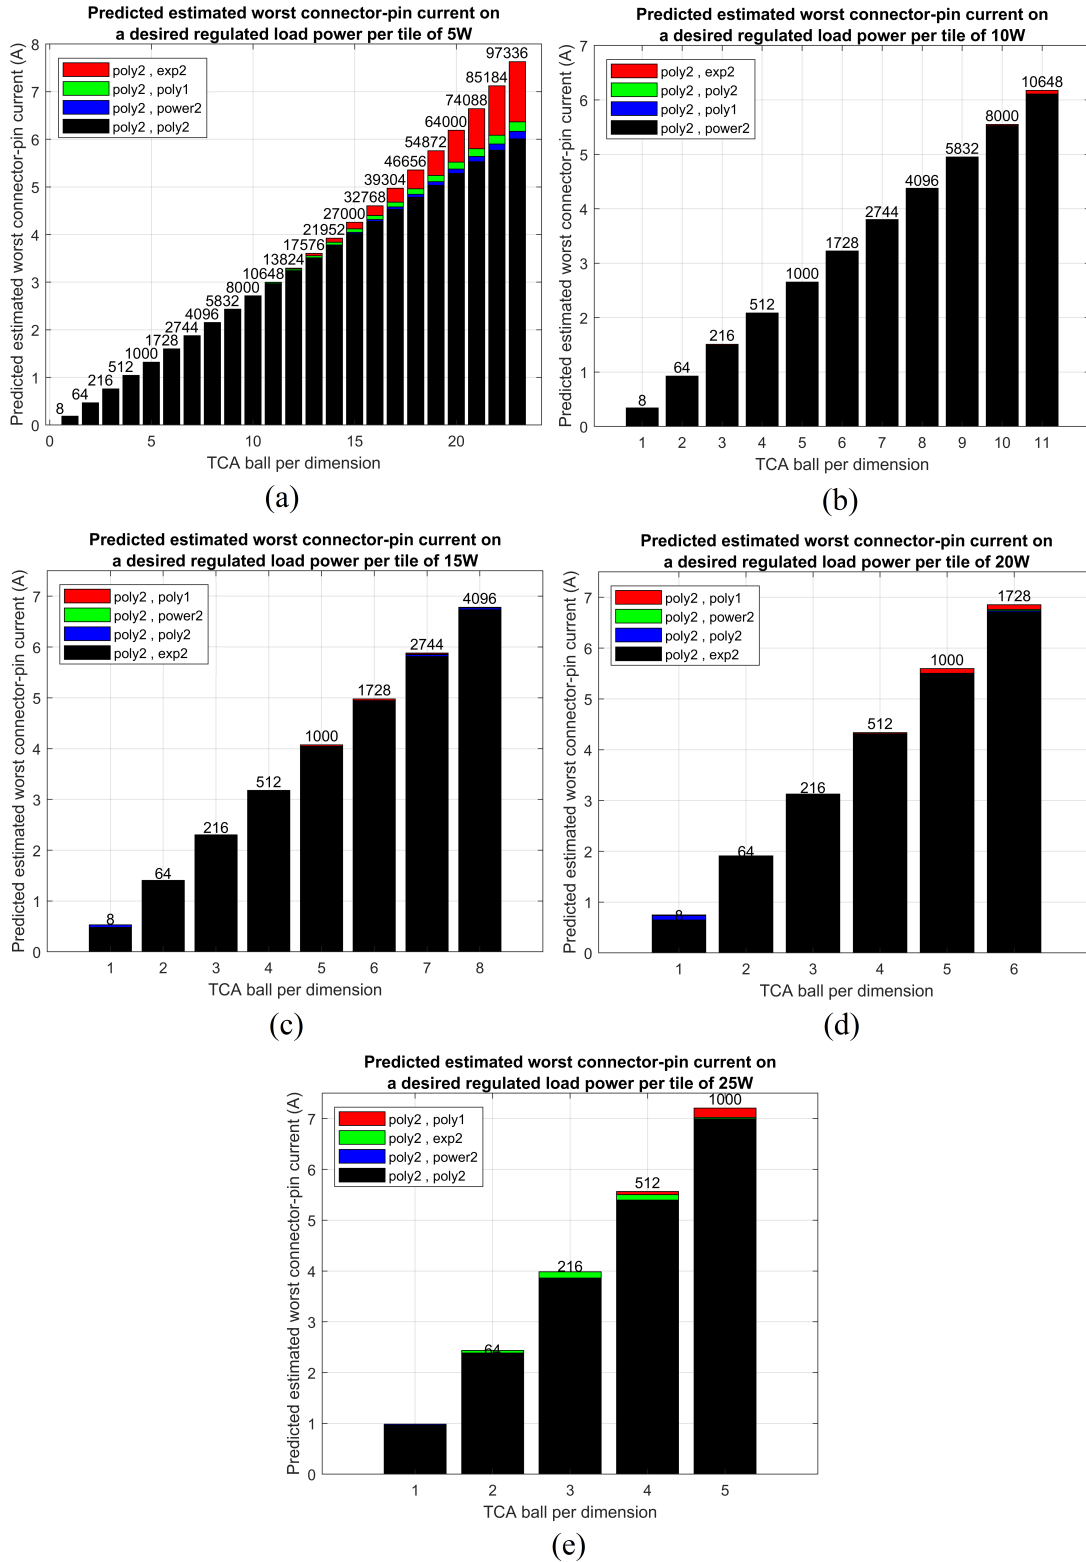 Predicted estimated worst connector-pin current on
a desired regulated load power per tile of 5W
Predicted estimated worst connector-pin current (A)
8
7
6
5
4
3
2
1
0
poly2 , exp2
poly2 , poly1
poly2 , power2
poly2 , poly2
8
64
216
512
1000
1728
2744
4096
5832
8000
10648
13824
17576
21952
27000
32768
39304
46656
54872
64000
74088
85184
97336
0 5 10 15 20
TCA ball per dimension
(a)
Predicted estimated worst connector-pin current on
a desired regulated load power per tile of 10W
Predicted estimated worst connector-pin current (A)
7
6
5
4
3
2
1
0
poly2 , exp2
poly2 , poly2
poly2 , poly1
poly2 , power2
8
64
216
512
1000
1728
2744
4096
5832
8000
10648
1 2 3 4 5 6 7 8 9 10 11
TCA ball per dimension
(b)
Predicted estimated worst connector-pin current on
a desired regulated load power per tile of 15W
Predicted estimated worst connector-pin current (A)
7
6
5
4
3
2
1
0
poly2 , poly1
poly2 , power2
poly2 , poly2
poly2 , exp2
8
64
216
512
1000
1728
2744
4096
1 2 3 4 5 6 7 8
TCA ball per dimension
(c)
Predicted estimated worst connector-pin current on
a desired regulated load power per tile of 20W
Predicted estimated worst connector-pin current (A)
7
6
5
4
3
2
1
0
poly2 , poly1
poly2 , power2
poly2 , poly2
poly2 , exp2
8
64
216
512
1000
1728
1 2 3 4 5 6
TCA ball per dimension
(d)
Predicted estimated worst connector-pin current on
a desired regulated load power per tile of 25W
Predicted estimated worst connector-pin current (A)
7
6
5
4
3
2
1
0
poly2 , poly1
poly2 , exp2
poly2 , power2
poly2 , poly2
64
216
512
1000
1 2 3 4 5
TCA ball per dimension
(e)